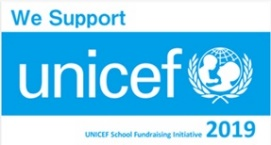 We Support
unicef
UNICEF School Fundraising Initiative 2019